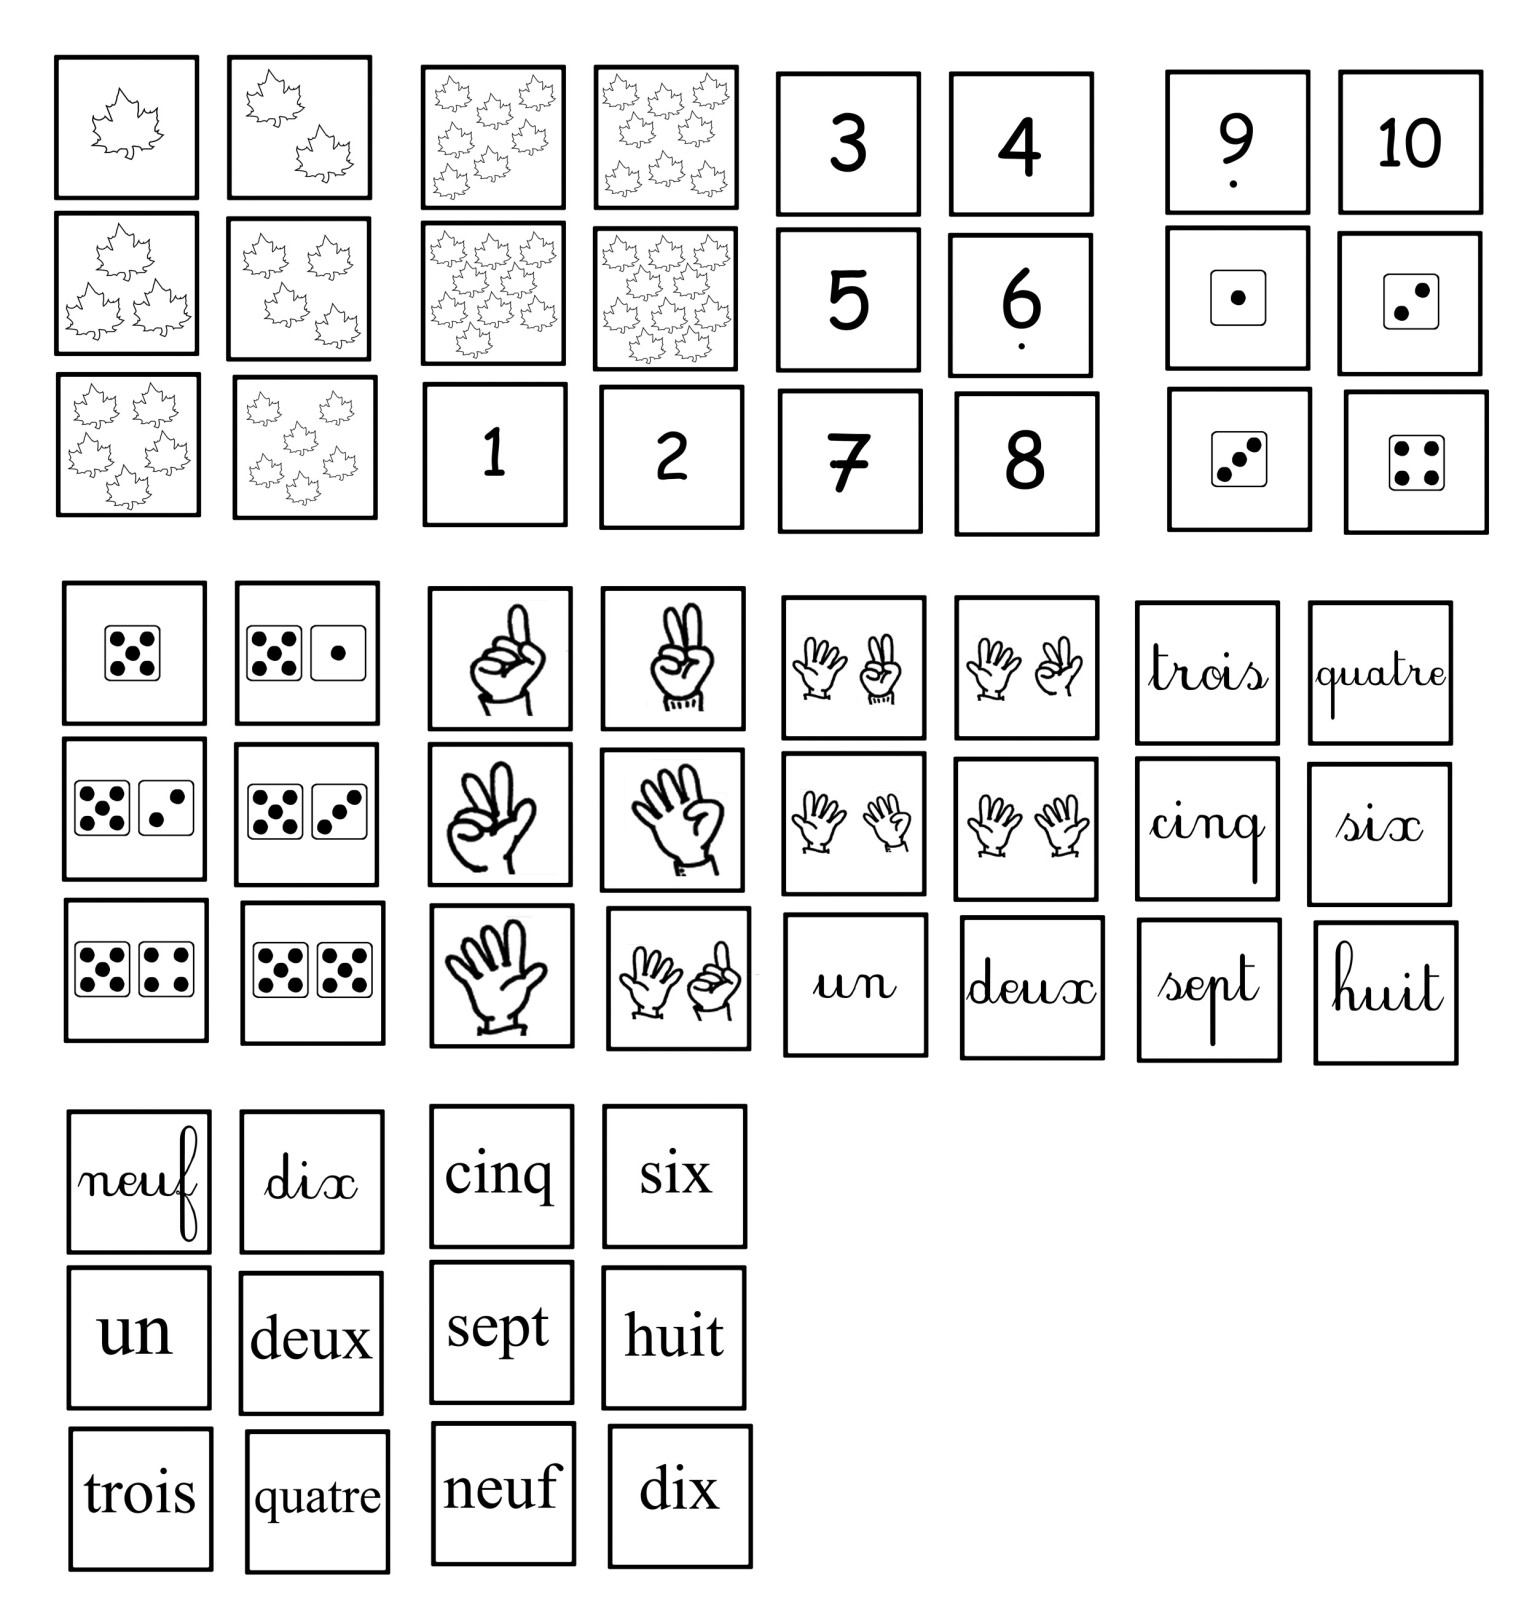 3 4 9 10
5 6
1 2 7 8
trois quatre
cinq six
un deux sept huit
neuf dix cinq six
un deux sept huit
trois quatre neuf dix